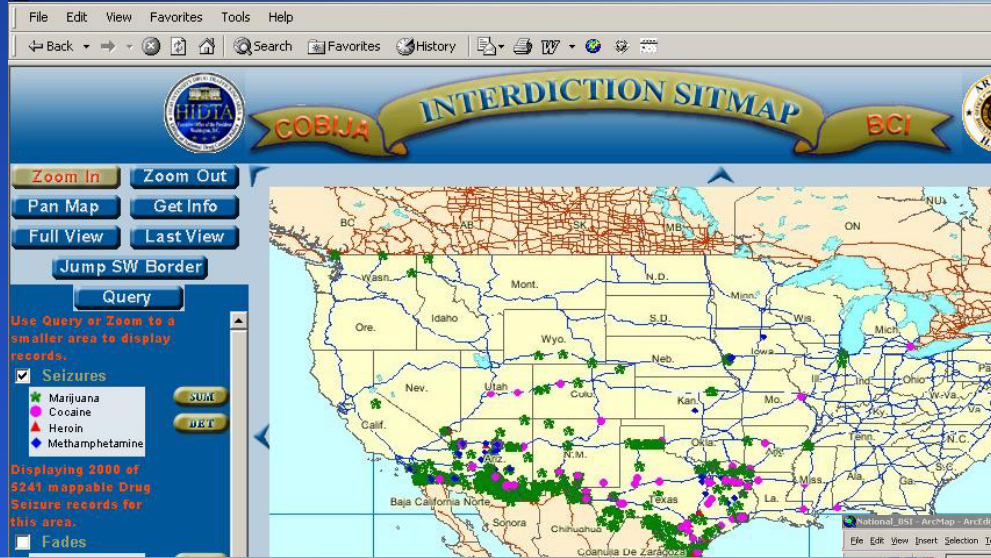 File Edit View Favorites Tools Help
Back Search Favorites History
HIDTA
COBIJA INTERDICTION SITMAP BCI
Zoom In Zoom Out
Pan Map Get Info
Full View Last View
Jump SW Border
Query
Use Query or Zoom to a
smaller area to display
records.
Seizures
Marijuana
Cocaine
Heroin
Methamphetamine
SUM
DET
Displaying 2000 of
5241 mappable Drug
Seizure records for
this area.
Fades
NU
BC AB SK MB ON
Wash. Mont. N.D. Minn.
Ore. Idaho S.D. Wis. Mich.
Wyo. Iowa
Nev. Utah Neb. Ill. Ind. Ohio Pa
Colo. Kan. Mo. W.Va. Va
Calif. Ky.
Ariz. N.M. Okla. Ark. Tenn. N.C.
Texas La. Miss. Ala. Ga. S.C.
Baja California Norte
Sonora Chihuahua
Coahuila De Zaragoza
National_BSI - ArcMap - ArcEdi
File Edit View Insert Selection